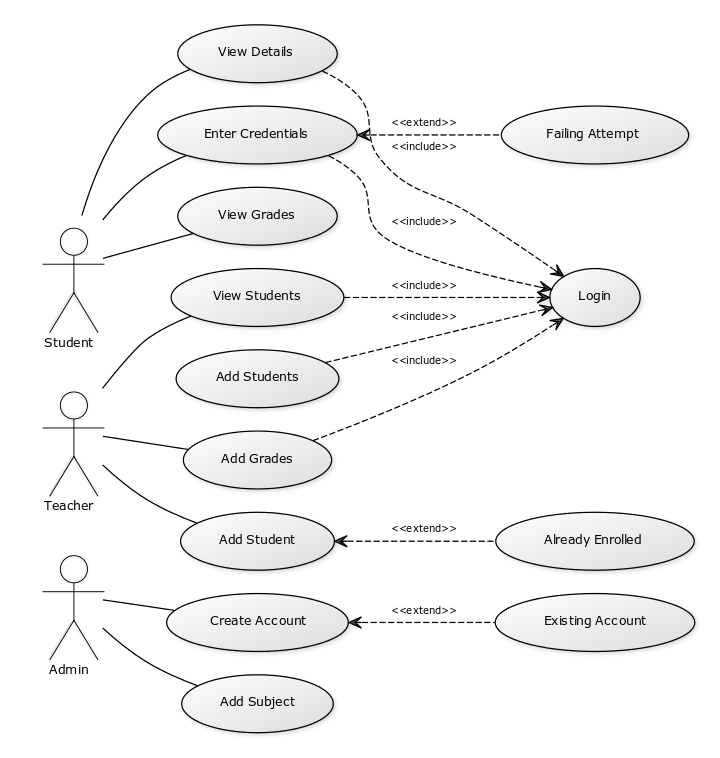 View Details
<<extend>>
Enter Credentials
Failing Attempt
<<include>>
View Grades
<<include>>
<<include>>
View Students
Login
<<include>>
Student
<<include>>
Add Students
Add Grades
Teacher
<<extend>>
Add Student
Already Enrolled
<<extend>>
Create Account
Existing Account
Admin
Add Subject